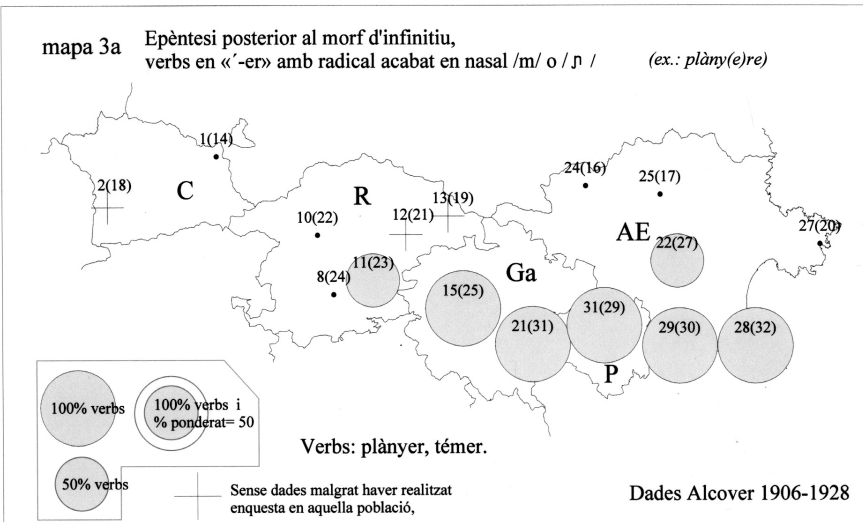 mapa 3a
Epèntesi posterior al morf d'infinitiu,
verbs en «´-er» amb radical acabat en nasal /m/ o /ɲ / (ex.: plàny(e)re)
1(14)
2(18)
C
R
13(19)
12(21)
10(22)
11(23)
8(24)
24(16)
25(17)
AE
27(20)
22(27)
Ga
15(25)
21(31)
31(29)
29(30)
28(32)
P
100% verbs
100% verbs i
% ponderat= 50
50% verbs
Verbs: plànyer, témer.
Sense dades malgrat haver realitzat
enquesta en aquella població,
Dades Alcover 1906-1928